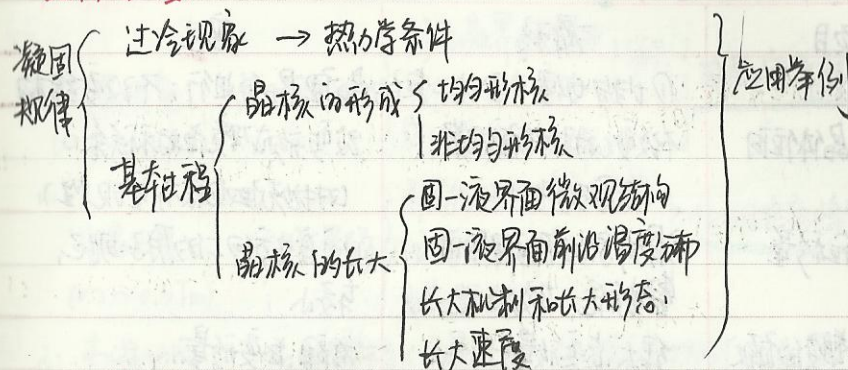 凝固规律
过冷现象 → 热力学条件
基本过程
晶核的形成
均匀形核
非均匀形核
晶核的长大
固-液界面微观结构
固-液界面前沿温度分布
长大机制和长大形态
长大速度
应用举例